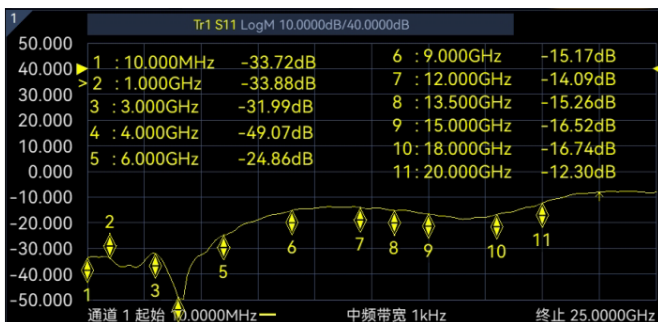 1
Tr1 S11 LogM 10.0000dB/40.0000dB
50.000
40.000
30.000
20.000
10.000
0.000
-10.000
-20.000
-30.000
-40.000
-50.000
> 1 : 10.000MHz -33.72dB
2 : 1.000GHz -33.88dB
3 : 3.000GHz -31.99dB
4 : 4.000GHz -49.07dB
5 : 6.000GHz -24.86dB
6 : 9.000GHz -15.17dB
7 : 12.000GHz -14.09dB
8 : 13.500GHz -15.26dB
9 : 15.000GHz -16.52dB
10: 18.000GHz -16.74dB
11: 20.000GHz -12.30dB
1
2
3
5
6
7
8
9
10
11
通道 1 起始 10.0000MHz
中频带宽 1kHz
终止 25.0000GHz